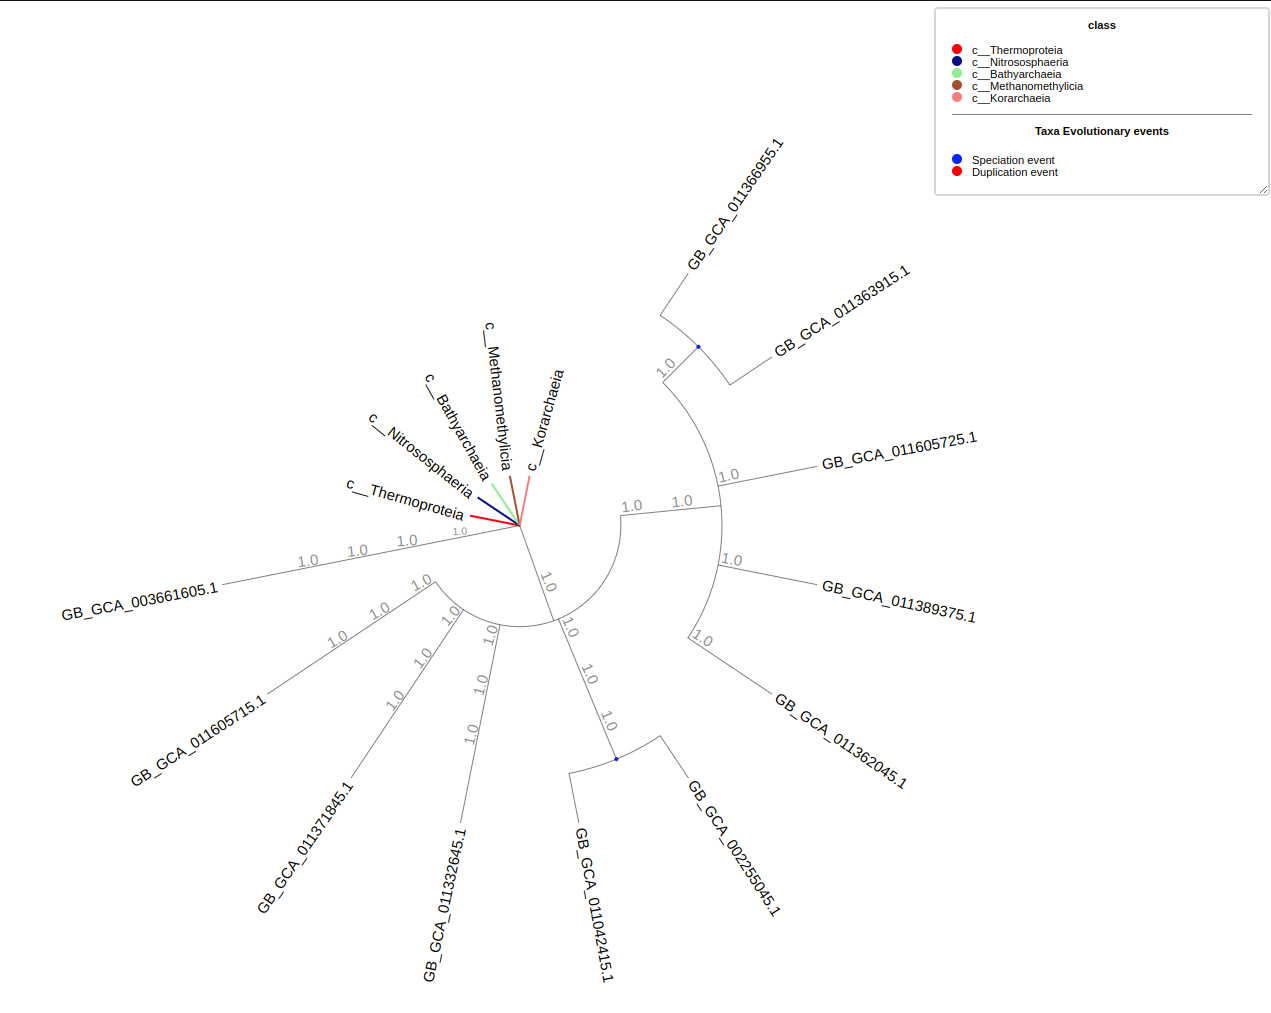 class
c__Thermoproteia
c__Nitrososphaeria
c__Bathyarchaeia
c__Methanomethylicia
c__Korarchaeia
Taxa Evolutionary events
Speciation event
Duplication event
GB_GCA_011366955.1
GB_GCA_011363915.1
1.0
c__Methanomethylicia
c__Korarchaeia
c__Bathyarchaeia
c__Nitrososphaeria
c__Thermoproteia
GB_GCA_011605725.1
1.0
1.0
1.0
1.0
1.0
1.0
1.0
1.0
GB_GCA_003661605.1
1.0
GB_GCA_011389375.1
1.0
1.0
1.0
1.0
GB_GCA_011605715.1
1.0
1.0
1.0
GB_GCA_011371845.1
1.0
1.0
1.0
GB_GCA_011332645.1
1.0
1.0
1.0
GB_GCA_011042415.1
GB_GCA_002255045.1
1.0
GB_GCA_011362045.1